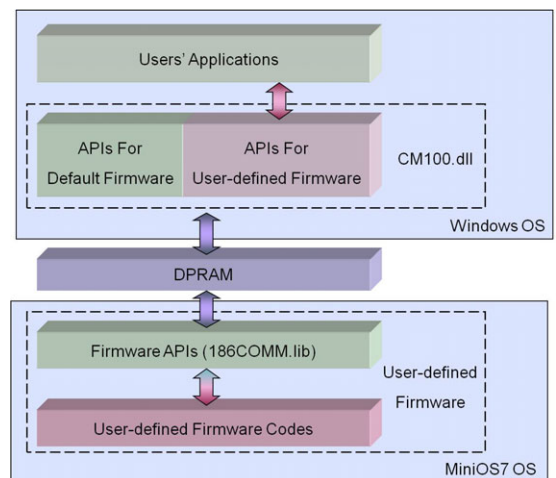 Users' Applications
APIs For
Default Firmware
APIs For
User-defined Firmware
CM100.dll
Windows OS
DPRAM
Firmware APIs (186COMM.lib)
User-defined
Firmware
User-defined Firmware Codes
MiniOS7 OS